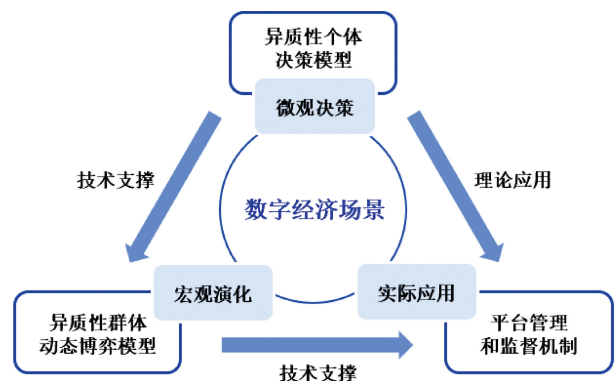 异质性个体
决策模型
微观决策
技术支撑
理论应用
数字经济场景
宏观演化
实际应用
异质性群体
动态博弈模型
平台管理
和监督机制
技术支撑